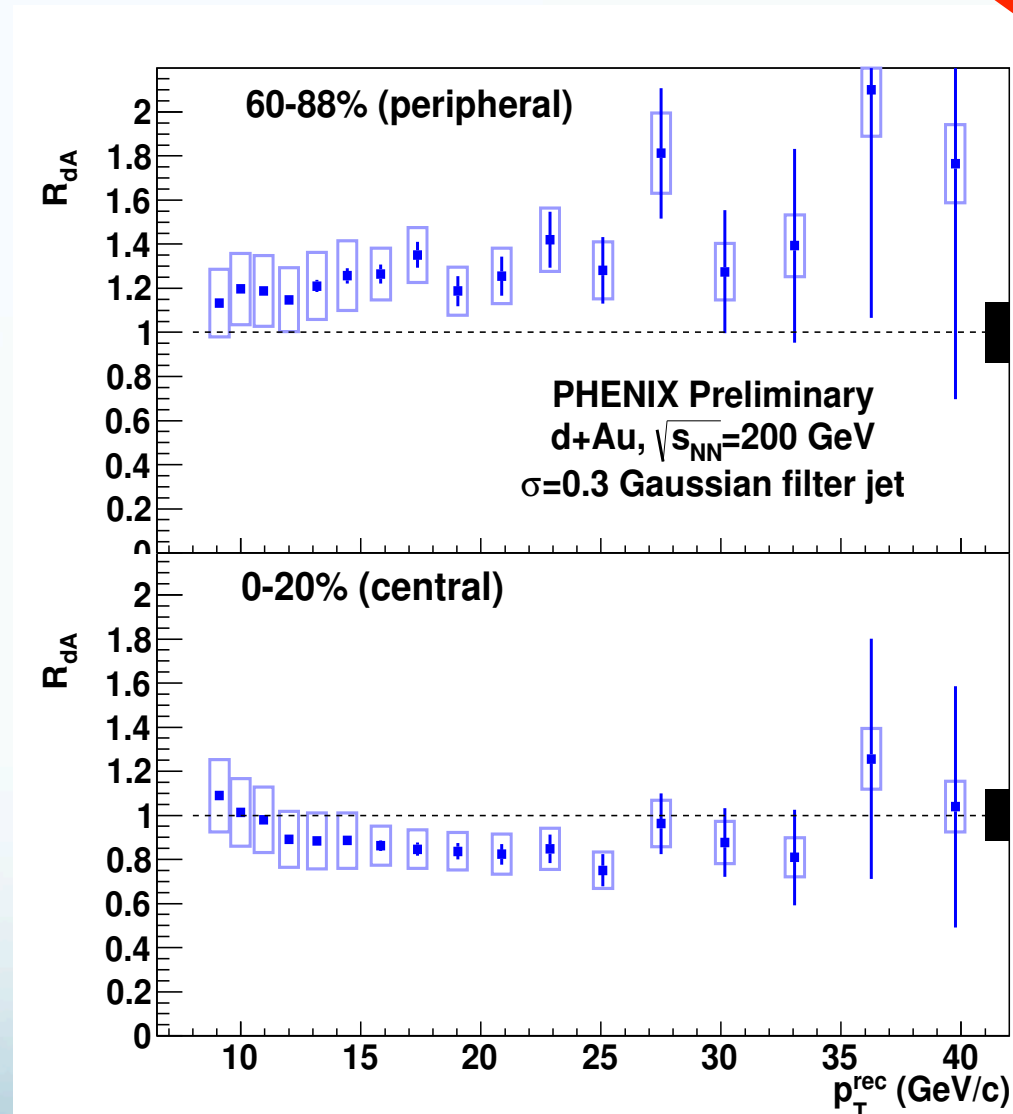 60-88% (peripheral)
R_dA
2
1.8
1.6
1.4
1.2
1
0.8
0.6
0.4
0.2
0
PHENIX Preliminary
d+Au, √s_NN=200 GeV
σ=0.3 Gaussian filter jet
0-20% (central)
R_dA
2
1.8
1.6
1.4
1.2
1
0.8
0.6
0.4
0.2
0
10 15 20 25 30 35 40
p_T^rec (GeV/c)